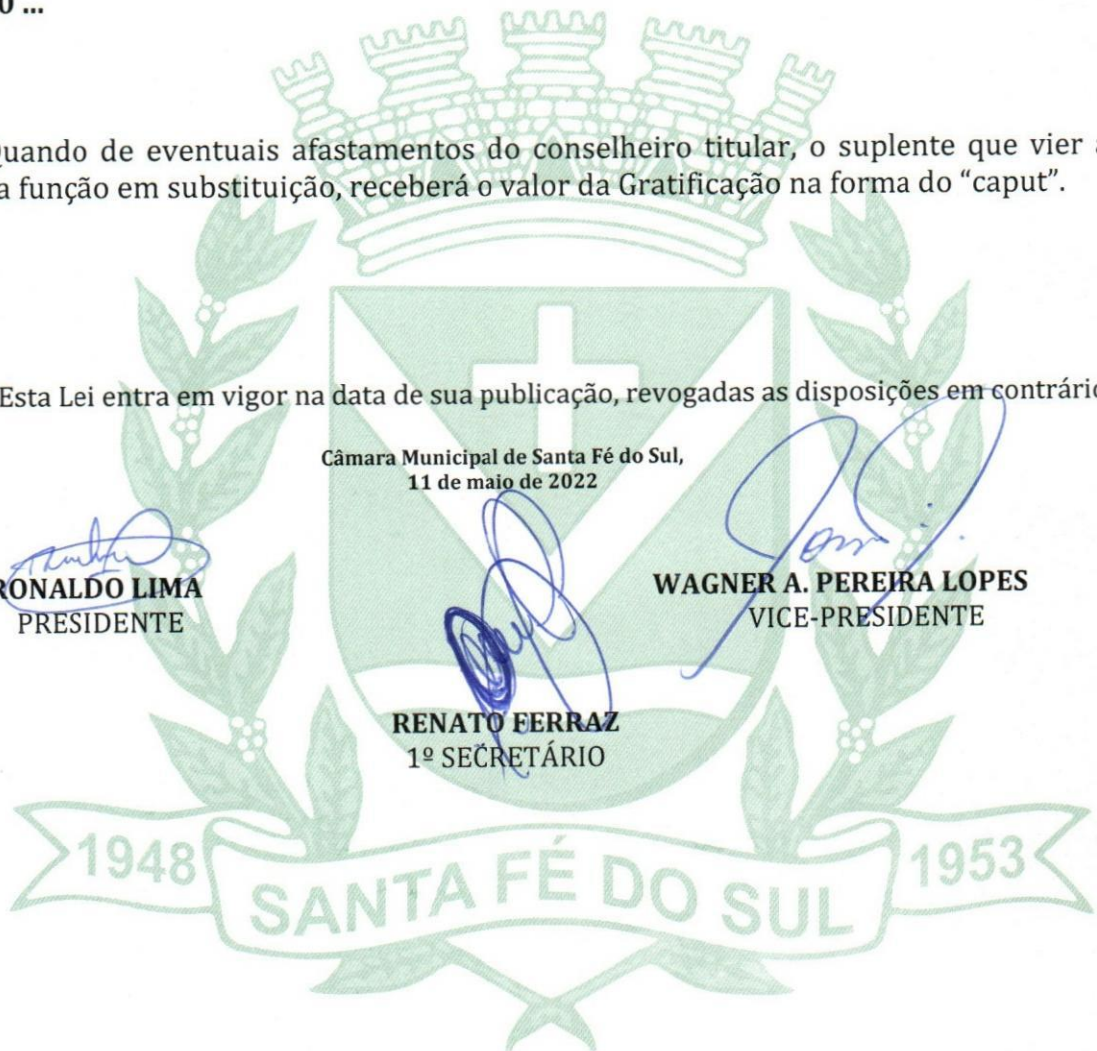 0 ...
Quando de eventuais afastamentos do conselheiro titular, o suplente que vier a
a função em substituição, receberá o valor da Gratificação na forma do “caput”.
Esta Lei entra em vigor na data de sua publicação, revogadas as disposições em contrário
Câmara Municipal de Santa Fé do Sul,
11 de maio de 2022
RONALDO LIMA
PRESIDENTE
WAGNER A. PEREIRA LOPES
VICE-PRESIDENTE
RENATO FERRAZ
1º SECRETÁRIO
1948
SANTA FÉ DO SUL
1953